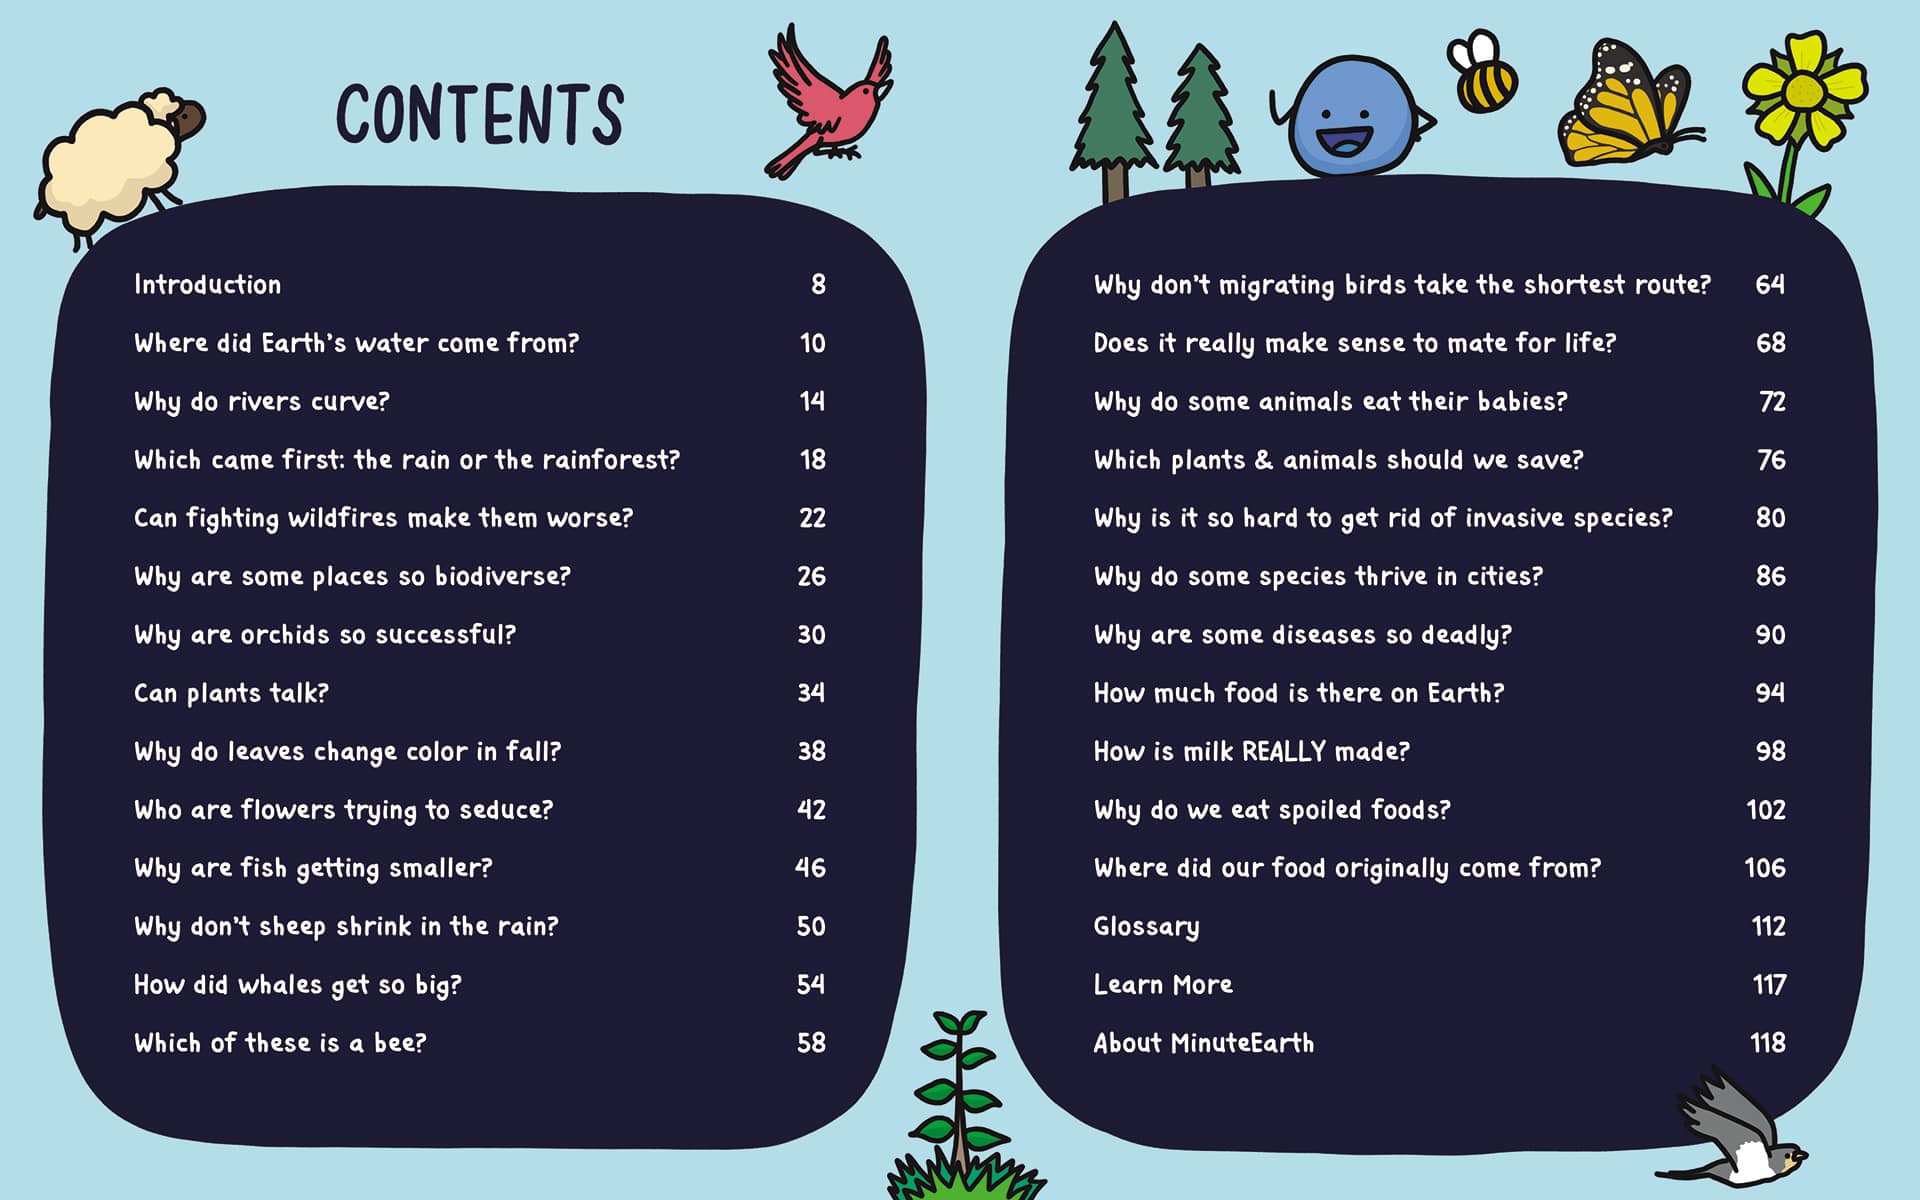 CONTENTS
Introduction 8
Where did Earth's water come from? 10
Why do rivers curve? 14
Which came first: the rain or the rainforest? 18
Can fighting wildfires make them worse? 22
Why are some places so biodiverse? 26
Why are orchids so successful? 30
Can plants talk? 34
Why do leaves change color in fall? 38
Who are flowers trying to seduce? 42
Why are fish getting smaller? 46
Why don't sheep shrink in the rain? 50
How did whales get so big? 54
Which of these is a bee? 58
Why don't migrating birds take the shortest route? 64
Does it really make sense to mate for life? 68
Why do some animals eat their babies? 72
Which plants & animals should we save? 76
Why is it so hard to get rid of invasive species? 80
Why do some species thrive in cities? 86
Why are some diseases so deadly? 90
How much food is there on Earth? 94
How is milk REALLY made? 98
Why do we eat spoiled foods? 102
Where did our food originally come from? 106
Glossary 112
Learn More 117
About MinuteEarth 118